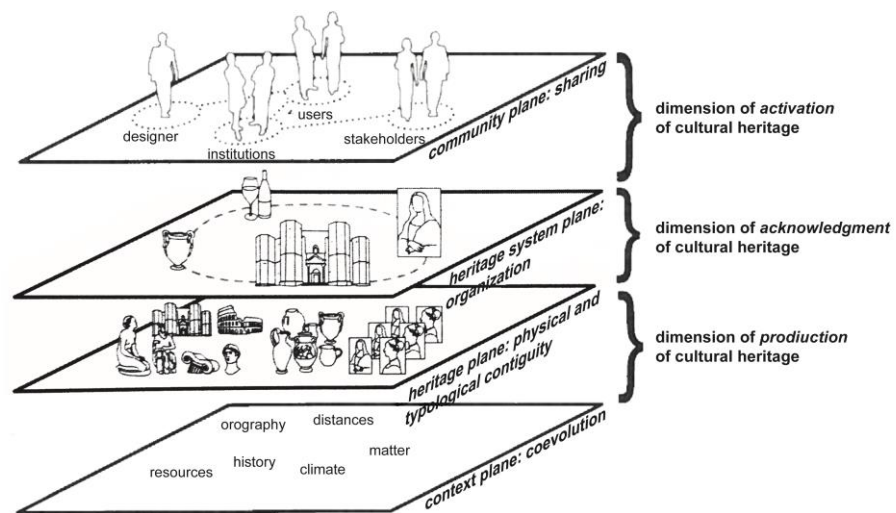 designer
institutions
users
stakeholders
community plane: sharing
dimension of activation
of cultural heritage
heritage system plane:
organization
dimension of acknowledgment
of cultural heritage
heritage plane: physical and
typological contiguity
dimension of prodiuction
of cultural heritage
orography
distances
resources
history
climate
matter
context plane: coevolution